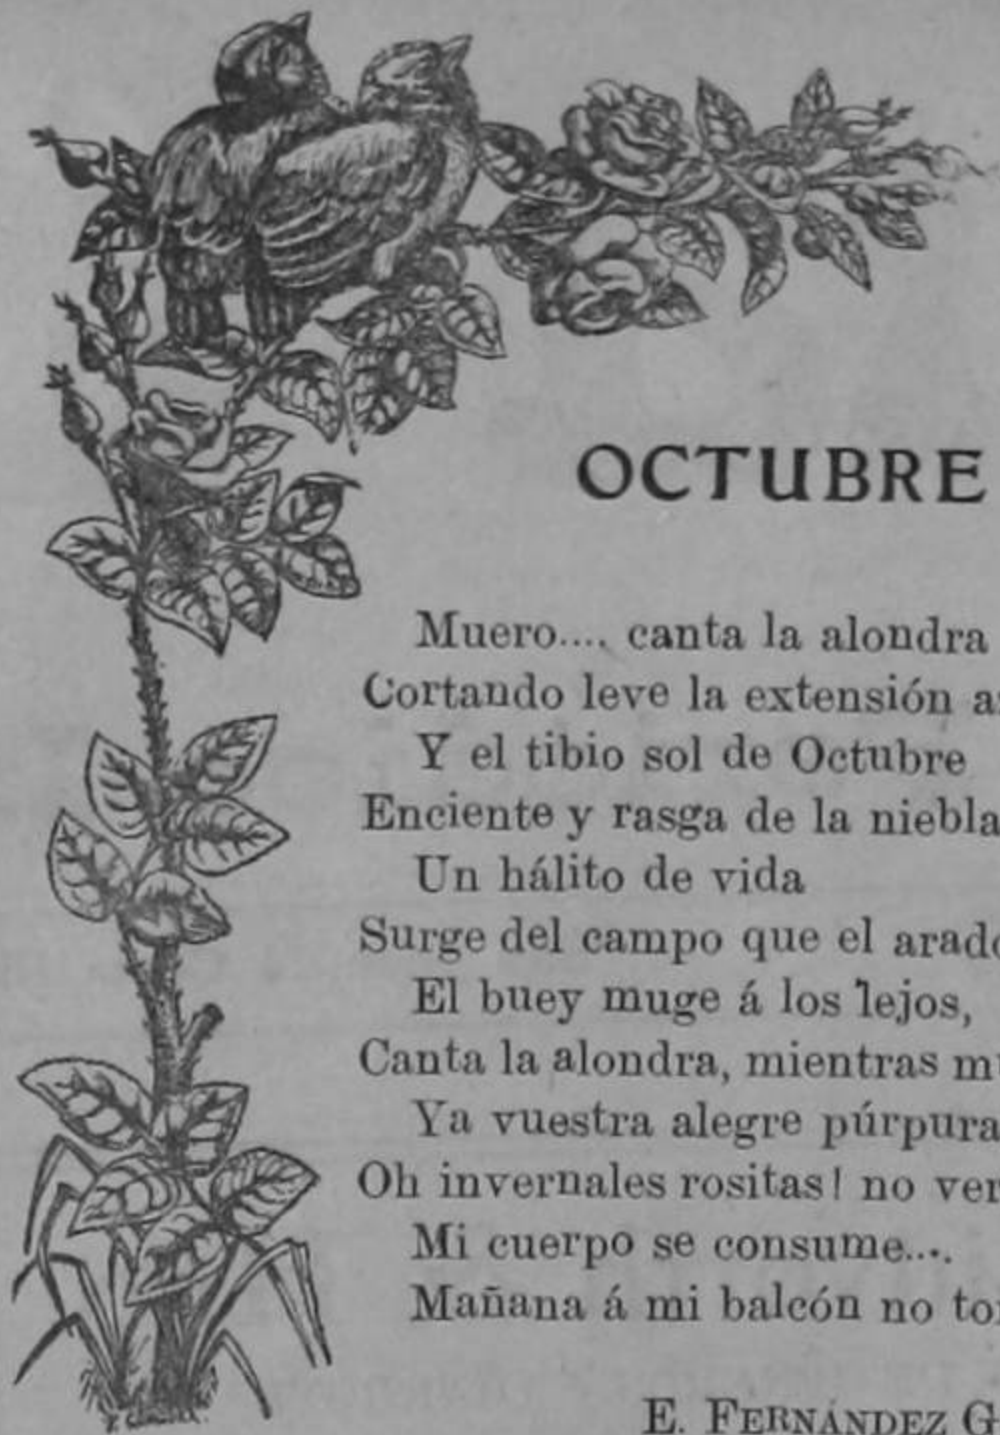 OCTUBRE
Muero.... canta la alondra
Cortando leve la extensión
Y el tibio sol de Octubre
Enciente y rasga de la niebla
Un hálito de vida
Surge del campo que el arado
El buey muge á los lejos,
Canta la alondra, mientras
Ya vuestra alegre púrpura
Oh invernales rositas! no
Mi cuerpo se consume....
Mañana á mi balcón no
E. FERNÁNDEZ